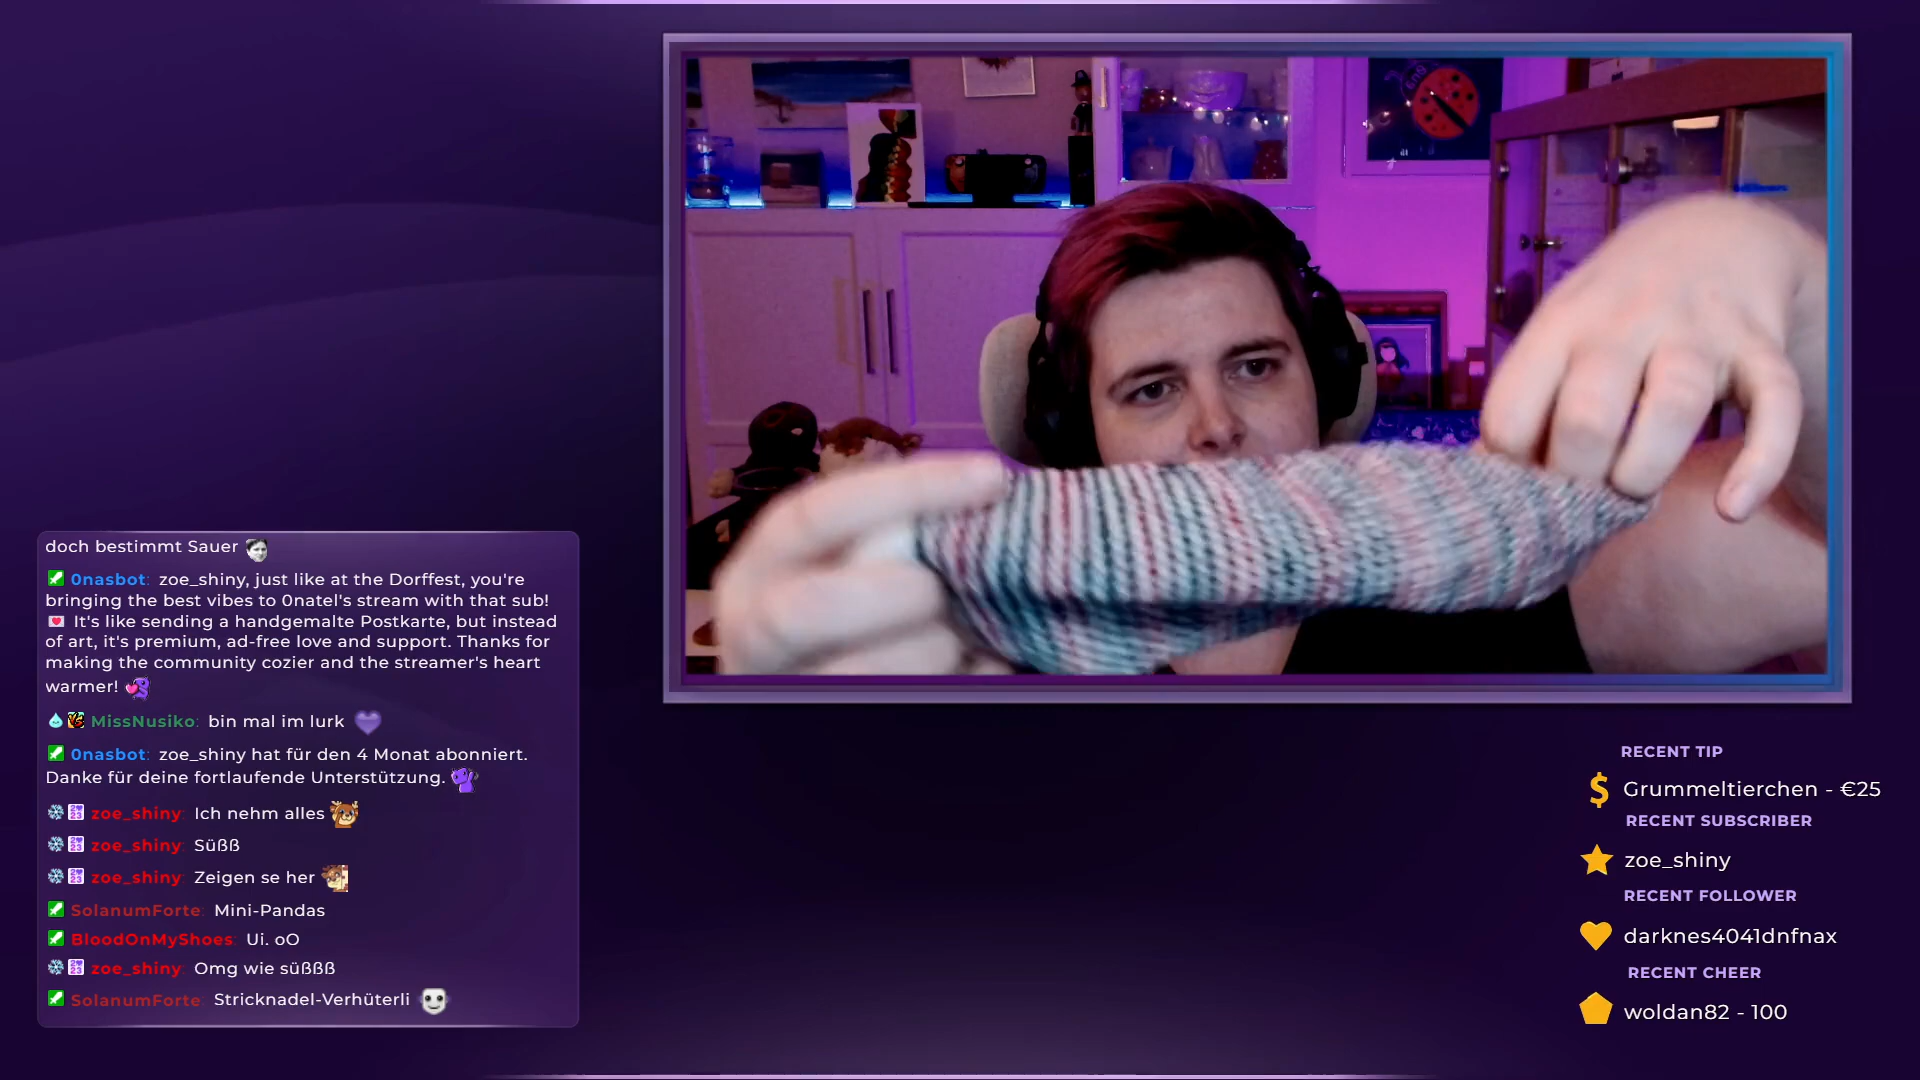 doch bestimmt Sauer
0nasbot: zoe_shiny, just like at the Dorffest, you're
bringing the best vibes to 0natel's stream with that sub!
It's like sending a handgemalte Postkarte, but instead
of art, it's premium, ad-free love and support. Thanks for
making the community cozier and the streamer's heart
warmer!
MissNusiko: bin mal im lurk
0nasbot: zoe_shiny hat für den 4 Monat abonniert.
Danke für deine fortlaufende Unterstützung.
zoe_shiny: Ich nehm alles
zoe_shiny: Süßß
zoe_shiny: Zeigen se her
SolanumForte: Mini-Pandas
BloodOnMyShoes: Ui. oO
zoe_shiny: Omg wie süßßß
SolanumForte: Stricknadel-Verhüterli
RECENT TIP
Grummeltierchen - €25
RECENT SUBSCRIBER
zoe_shiny
RECENT FOLLOWER
darknes4041dnfnax
RECENT CHEER
woldan82 - 100